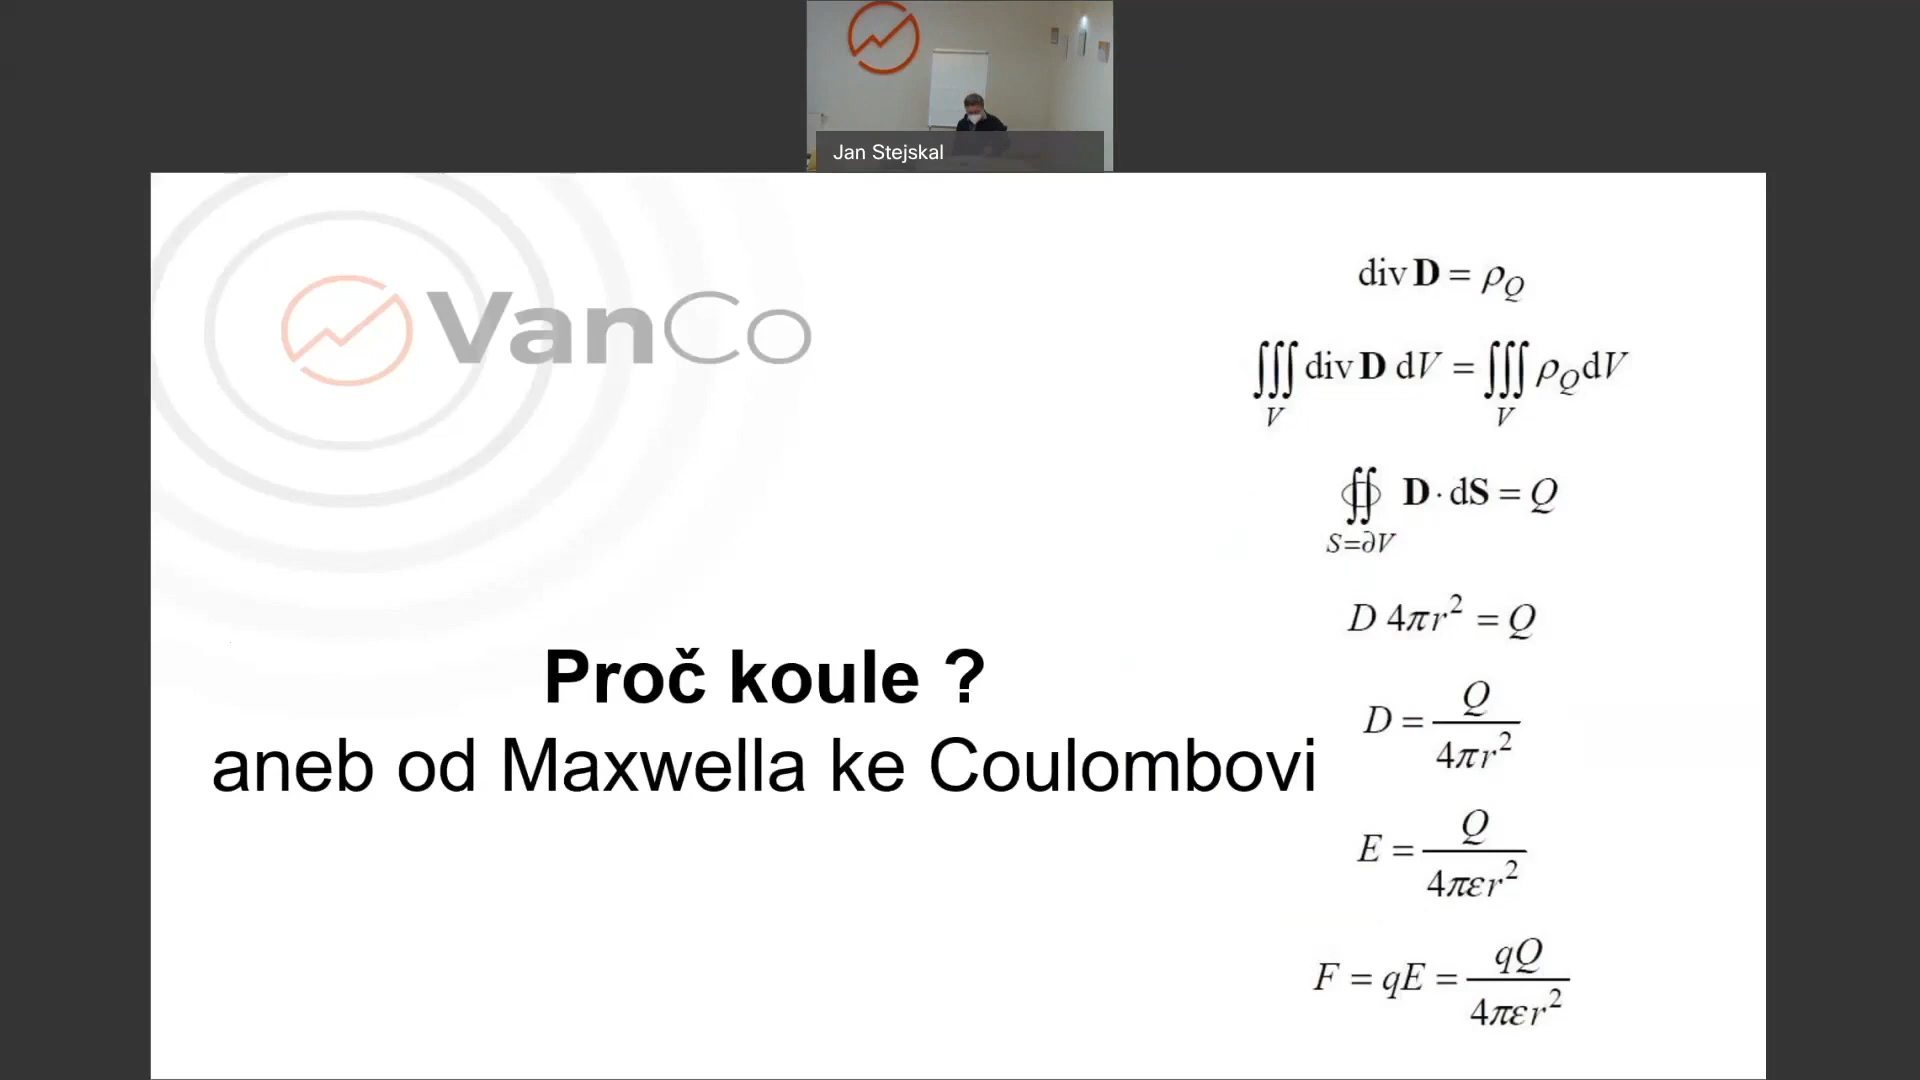 Jan Stejskal
VanCo
Proč koule ?
aneb od Maxwella ke Coulombovi
div D = ρ_Q
∭_V div D dV = ∭_V ρ_Q dV
∯_{S=∂V} D · dS = Q
D 4πr² = Q
D = Q / 4πr²
E = Q / 4πεr²
F = qE = qQ / 4πεr²